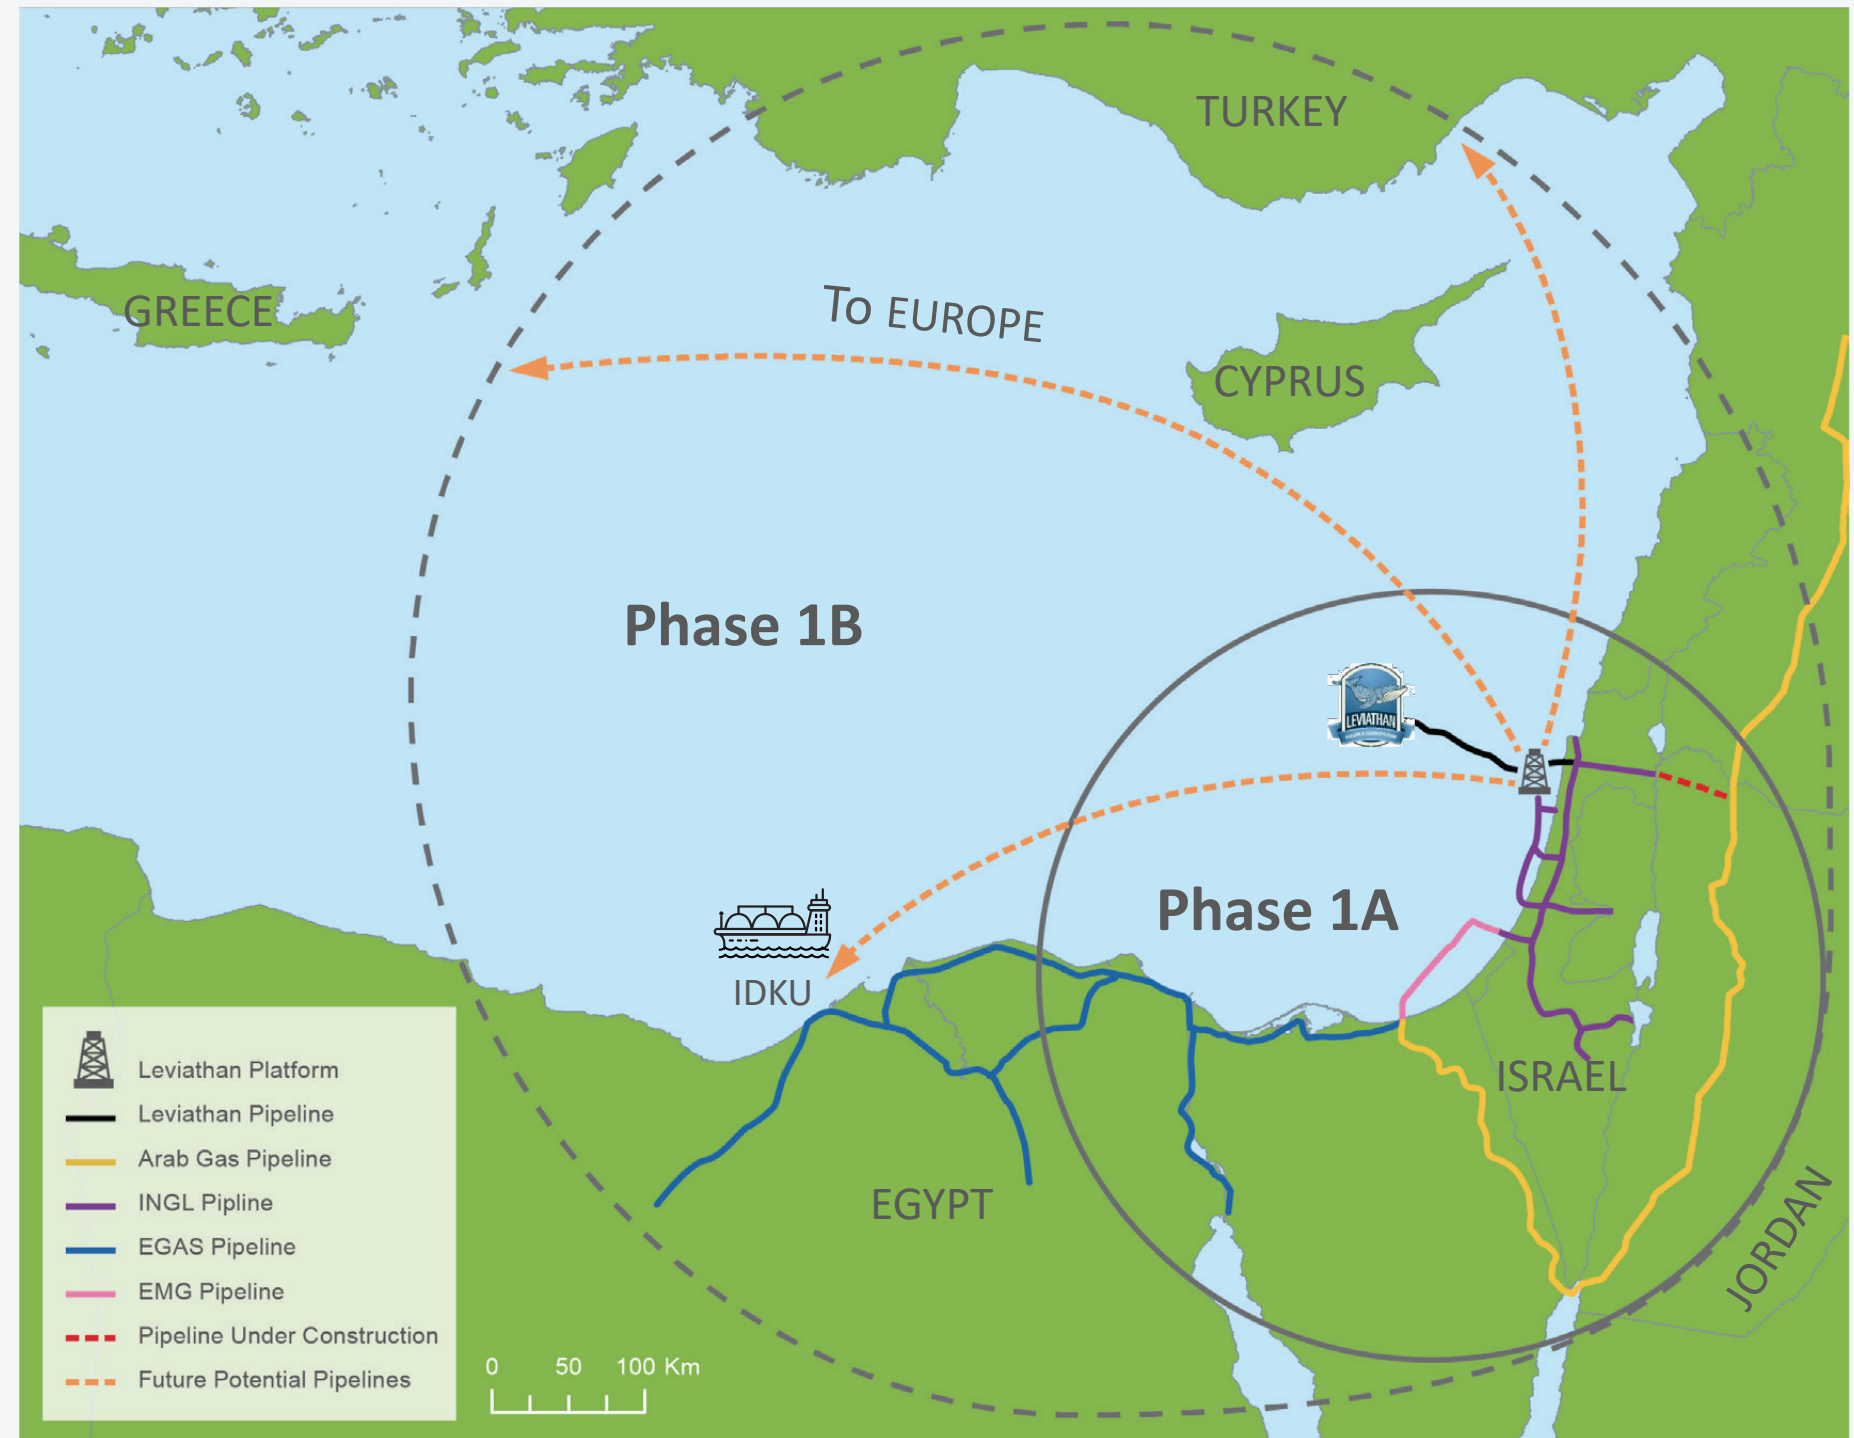 TURKEY
GREECE
To EUROPE
CYPRUS
Phase 1B
LEVIATHAN
Phase 1A
IDKU
ISRAEL
EGYPT
JORDAN
Leviathan Platform
Leviathan Pipeline
Arab Gas Pipeline
INGL Pipline
EGAS Pipeline
EMG Pipeline
Pipeline Under Construction
Future Potential Pipelines
0 50 100 Km